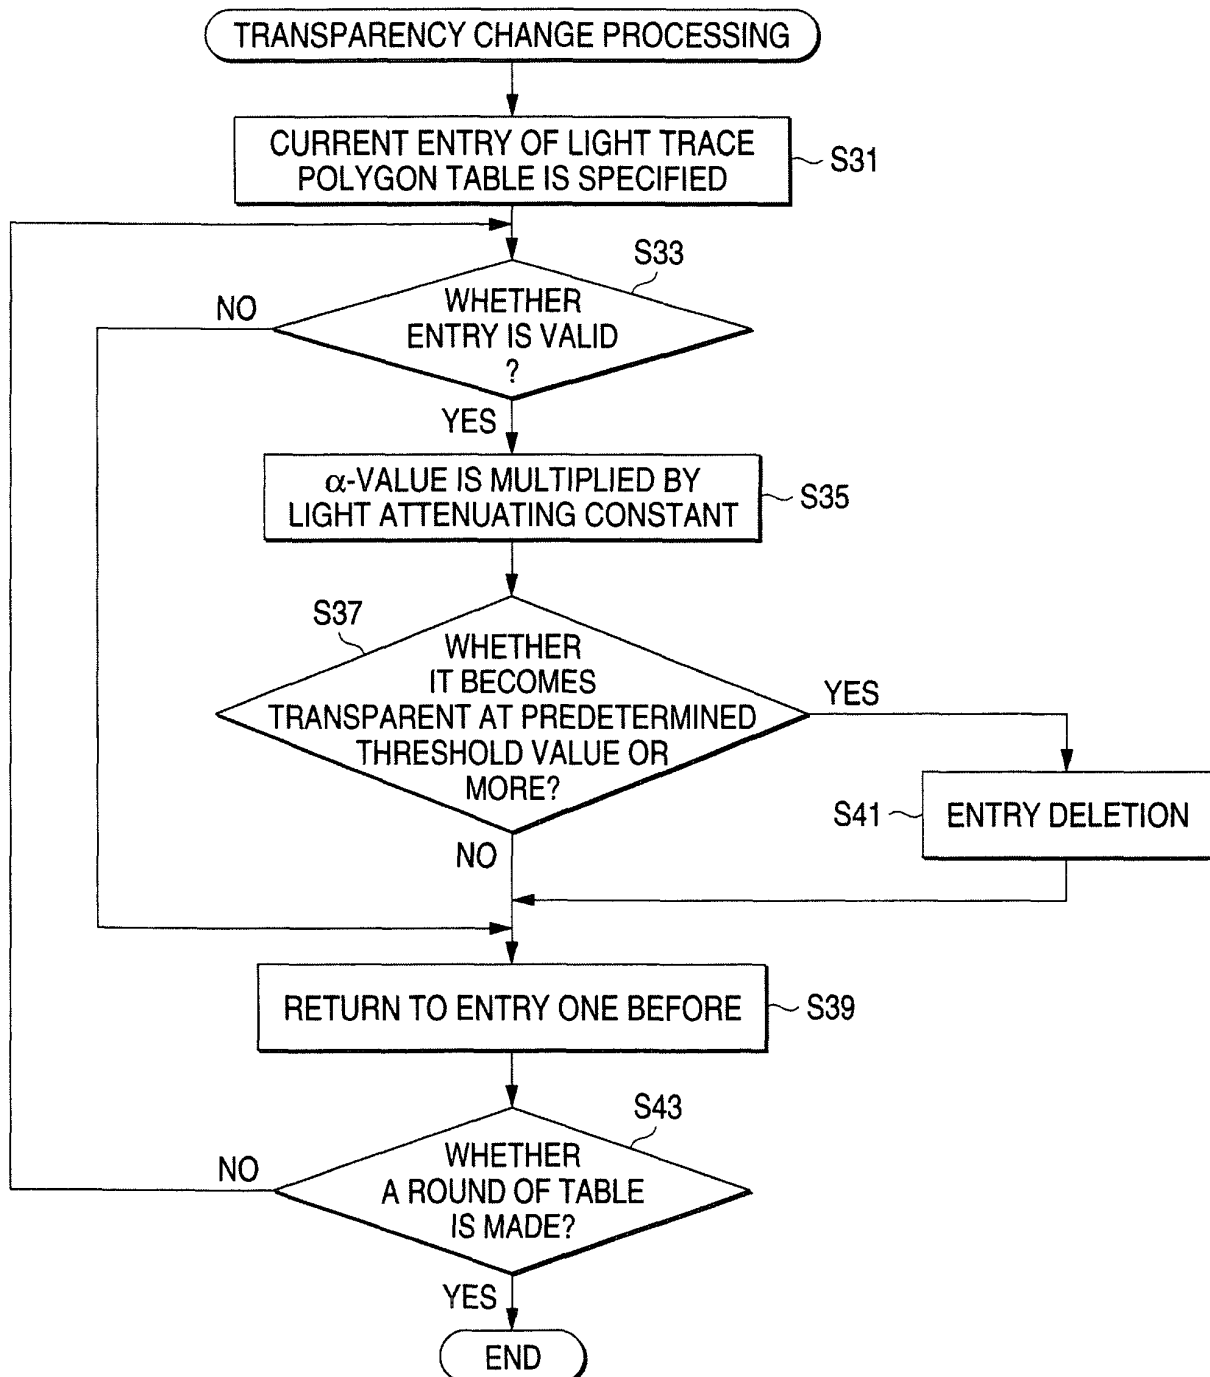 TRANSPARENCY CHANGE PROCESSING
CURRENT ENTRY OF LIGHT TRACE
POLYGON TABLE IS SPECIFIED
S31
S33
NO
WHETHER
ENTRY IS VALID
?
YES
α-VALUE IS MULTIPLIED BY
LIGHT ATTENUATING CONSTANT
S35
S37
WHETHER
IT BECOMES
TRANSPARENT AT PREDETERMINED
THRESHOLD VALUE OR
MORE?
YES
S41
ENTRY DELETION
NO
RETURN TO ENTRY ONE BEFORE
S39
S43
WHETHER
A ROUND OF TABLE
IS MADE?
NO
YES
END